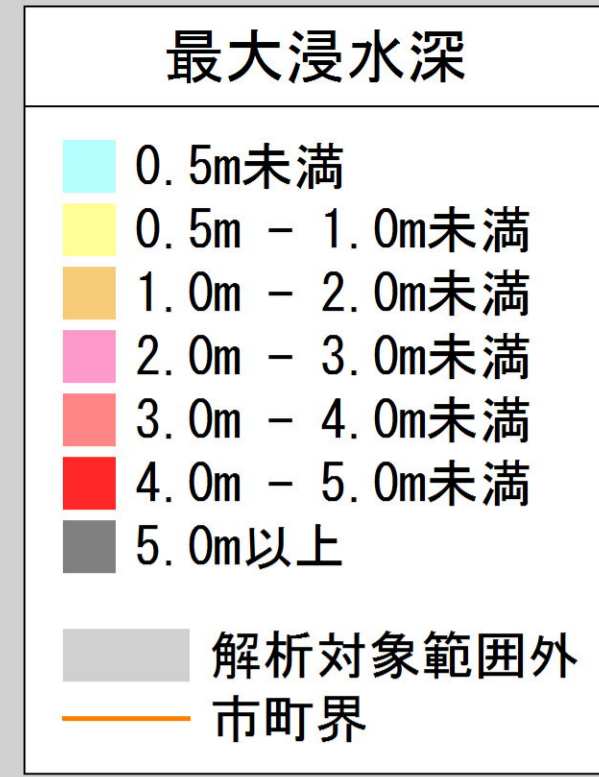 最大浸水深
0.5m未満
0.5m － 1.0m未満
1.0m － 2.0m未満
2.0m － 3.0m未満
3.0m － 4.0m未満
4.0m － 5.0m未満
5.0m以上
解析対象範囲外
市町界